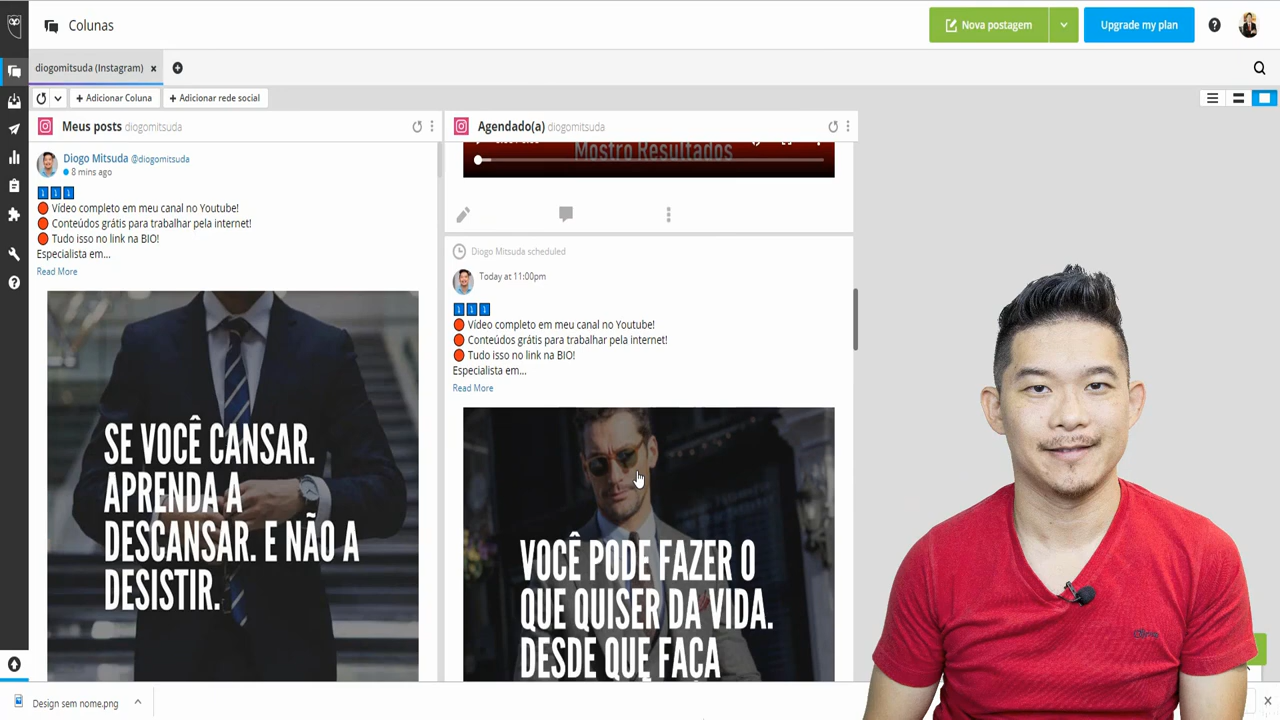 Colunas
Nova postagem
Upgrade my plan
diogomitsuda (Instagram)
Adicionar Coluna
Adicionar rede social
Meus posts diogomitsuda
Diogo Mitsuda @diogomitsuda
8 mins ago
Vídeo completo em meu canal no Youtube!
Conteúdos grátis para trabalhar pela internet!
Tudo isso no link na BIO!
Especialista em...
Read More
SE VOCÊ CANSAR.
APRENDA A
DESCANSAR. E NÃO A
DESISTIR.
Agendado(a) diogomitsuda
Mostro Resultados
Diogo Mitsuda scheduled
Today at 11:00pm
Vídeo completo em meu canal no Youtube!
Conteúdos grátis para trabalhar pela internet!
Tudo isso no link na BIO!
Especialista em...
Read More
VOCÊ PODE FAZER O
QUE QUISER DA VIDA.
DESDE QUE FAÇA
Design sem nome.png